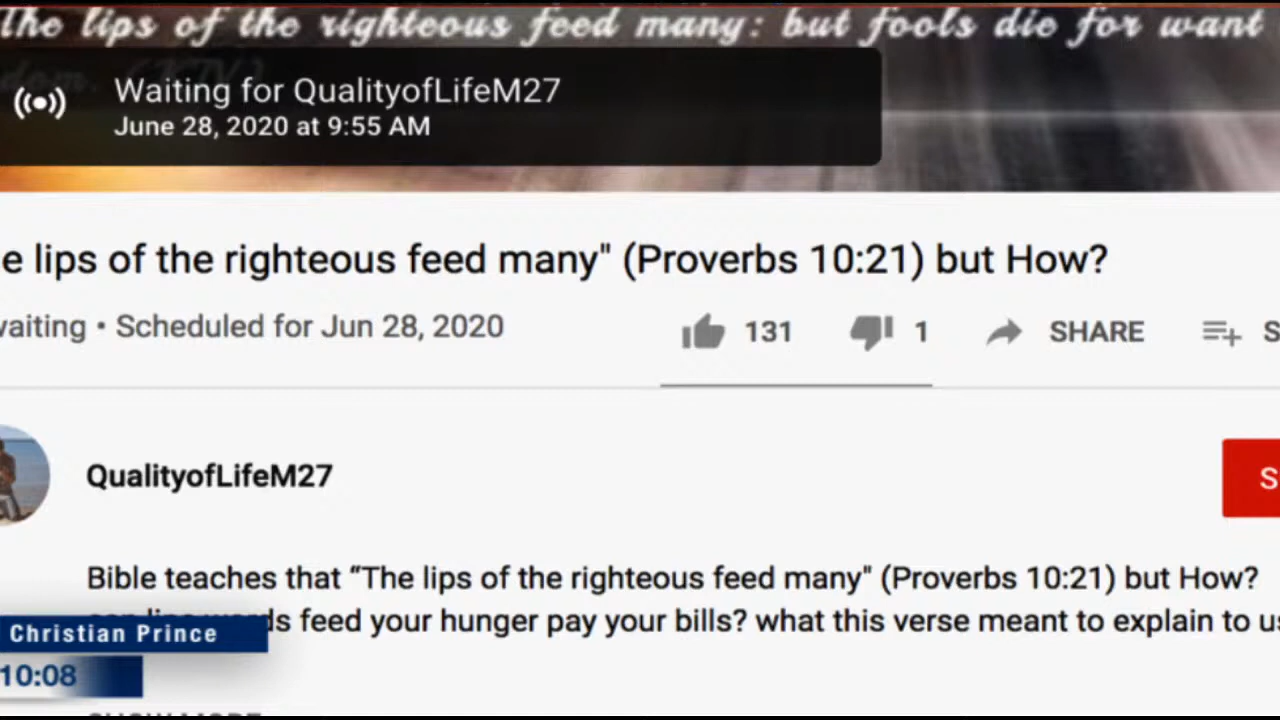 The lips of the righteous feed many: but fools die for want
Waiting for QualityofLifeM27
June 28, 2020 at 9:55 AM
e lips of the righteous feed many" (Proverbs 10:21) but How?
waiting • Scheduled for Jun 28, 2020
131 1 SHARE S
QualityofLifeM27
S
Bible teaches that “The lips of the righteous feed many" (Proverbs 10:21) but How?
feed your hunger pay your bills? what this verse meant to explain to us
Christian Prince
10:08